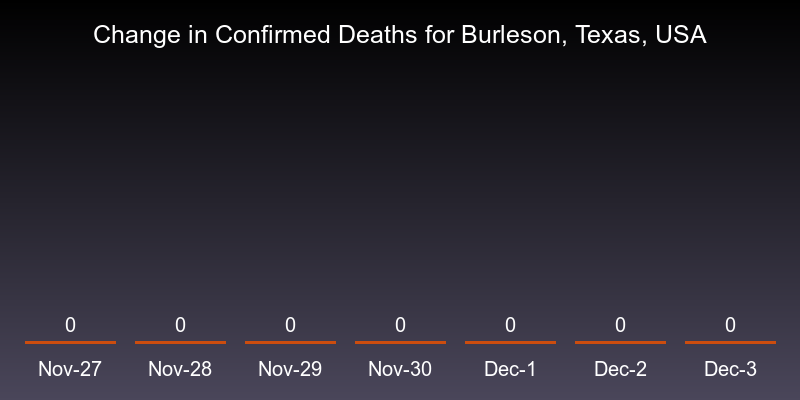 Change in Confirmed Deaths for Burleson, Texas, USA
0 0 0 0 0 0 0
Nov-27 Nov-28 Nov-29 Nov-30 Dec-1 Dec-2 Dec-3